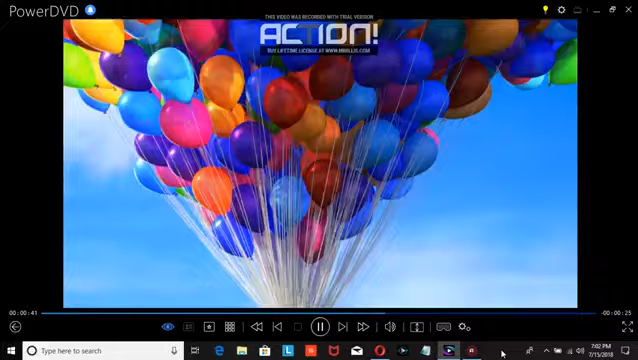 PowerDVD
THIS VIDEO WAS RECORDED WITH TRIAL VERSION
ACTION!
BUY LIFETIME LICENSE AT WWW.MIRILLIS.COM
00:00:41
-00:00:25
Type here to search
7:02 PM
7/15/2018